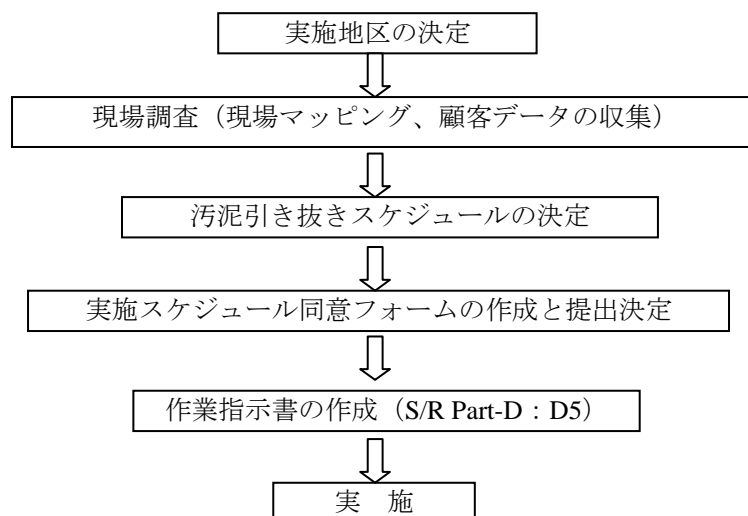 実施地区の決定
現場調査（現場マッピング、顧客データの収集）
汚泥引き抜きスケジュールの決定
実施スケジュール同意フォームの作成と提出決定
作業指示書の作成（S/R Part-D：D5）
実　施